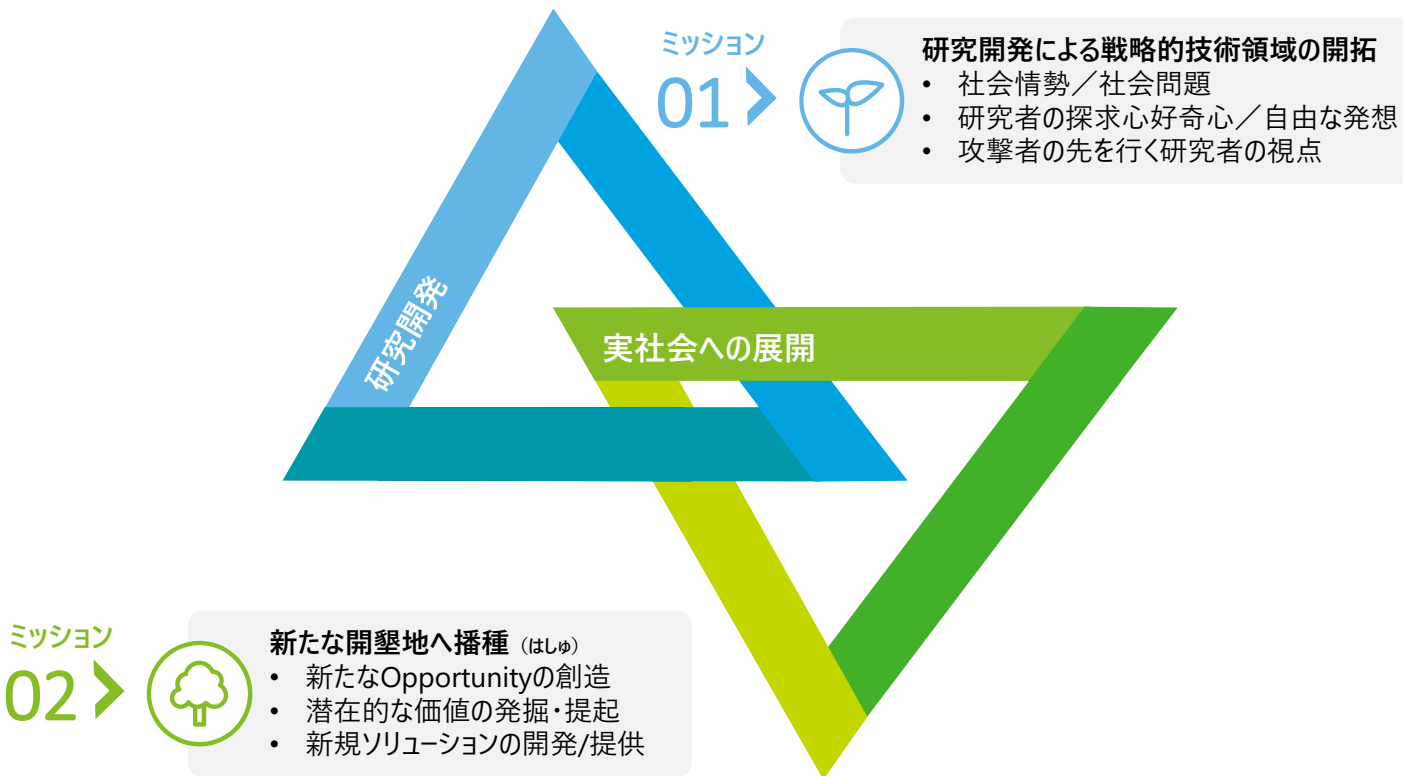 ミッション
01
研究開発による戦略的技術領域の開拓
• 社会情勢／社会問題
• 研究者の探求心好奇心／自由な発想
• 攻撃者の先を行く研究者の視点
研究開発
実社会への展開
ミッション
02
新たな開墾地へ播種（はしゅ）
• 新たなOpportunityの創造
• 潜在的な価値の発掘・提起
• 新規ソリューションの開発/提供